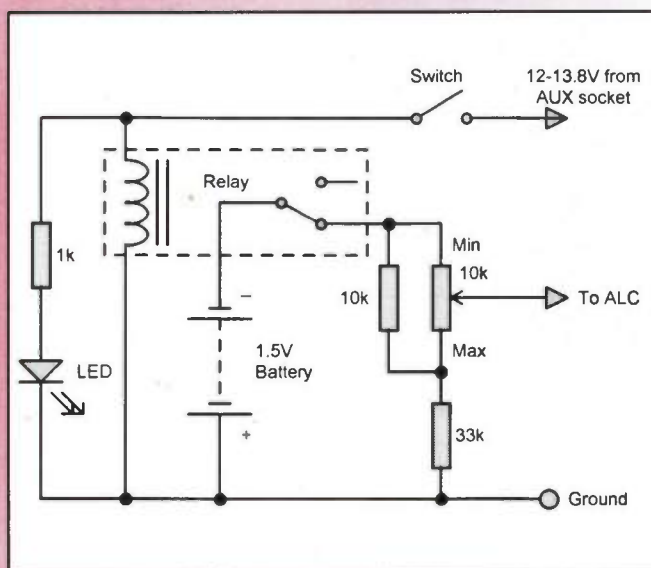 Switch
12-13.8V from
AUX socket
Relay
1k
Min
10k
10k
To ALC
−
1.5V
Battery
Max
LED
33k
+
Ground